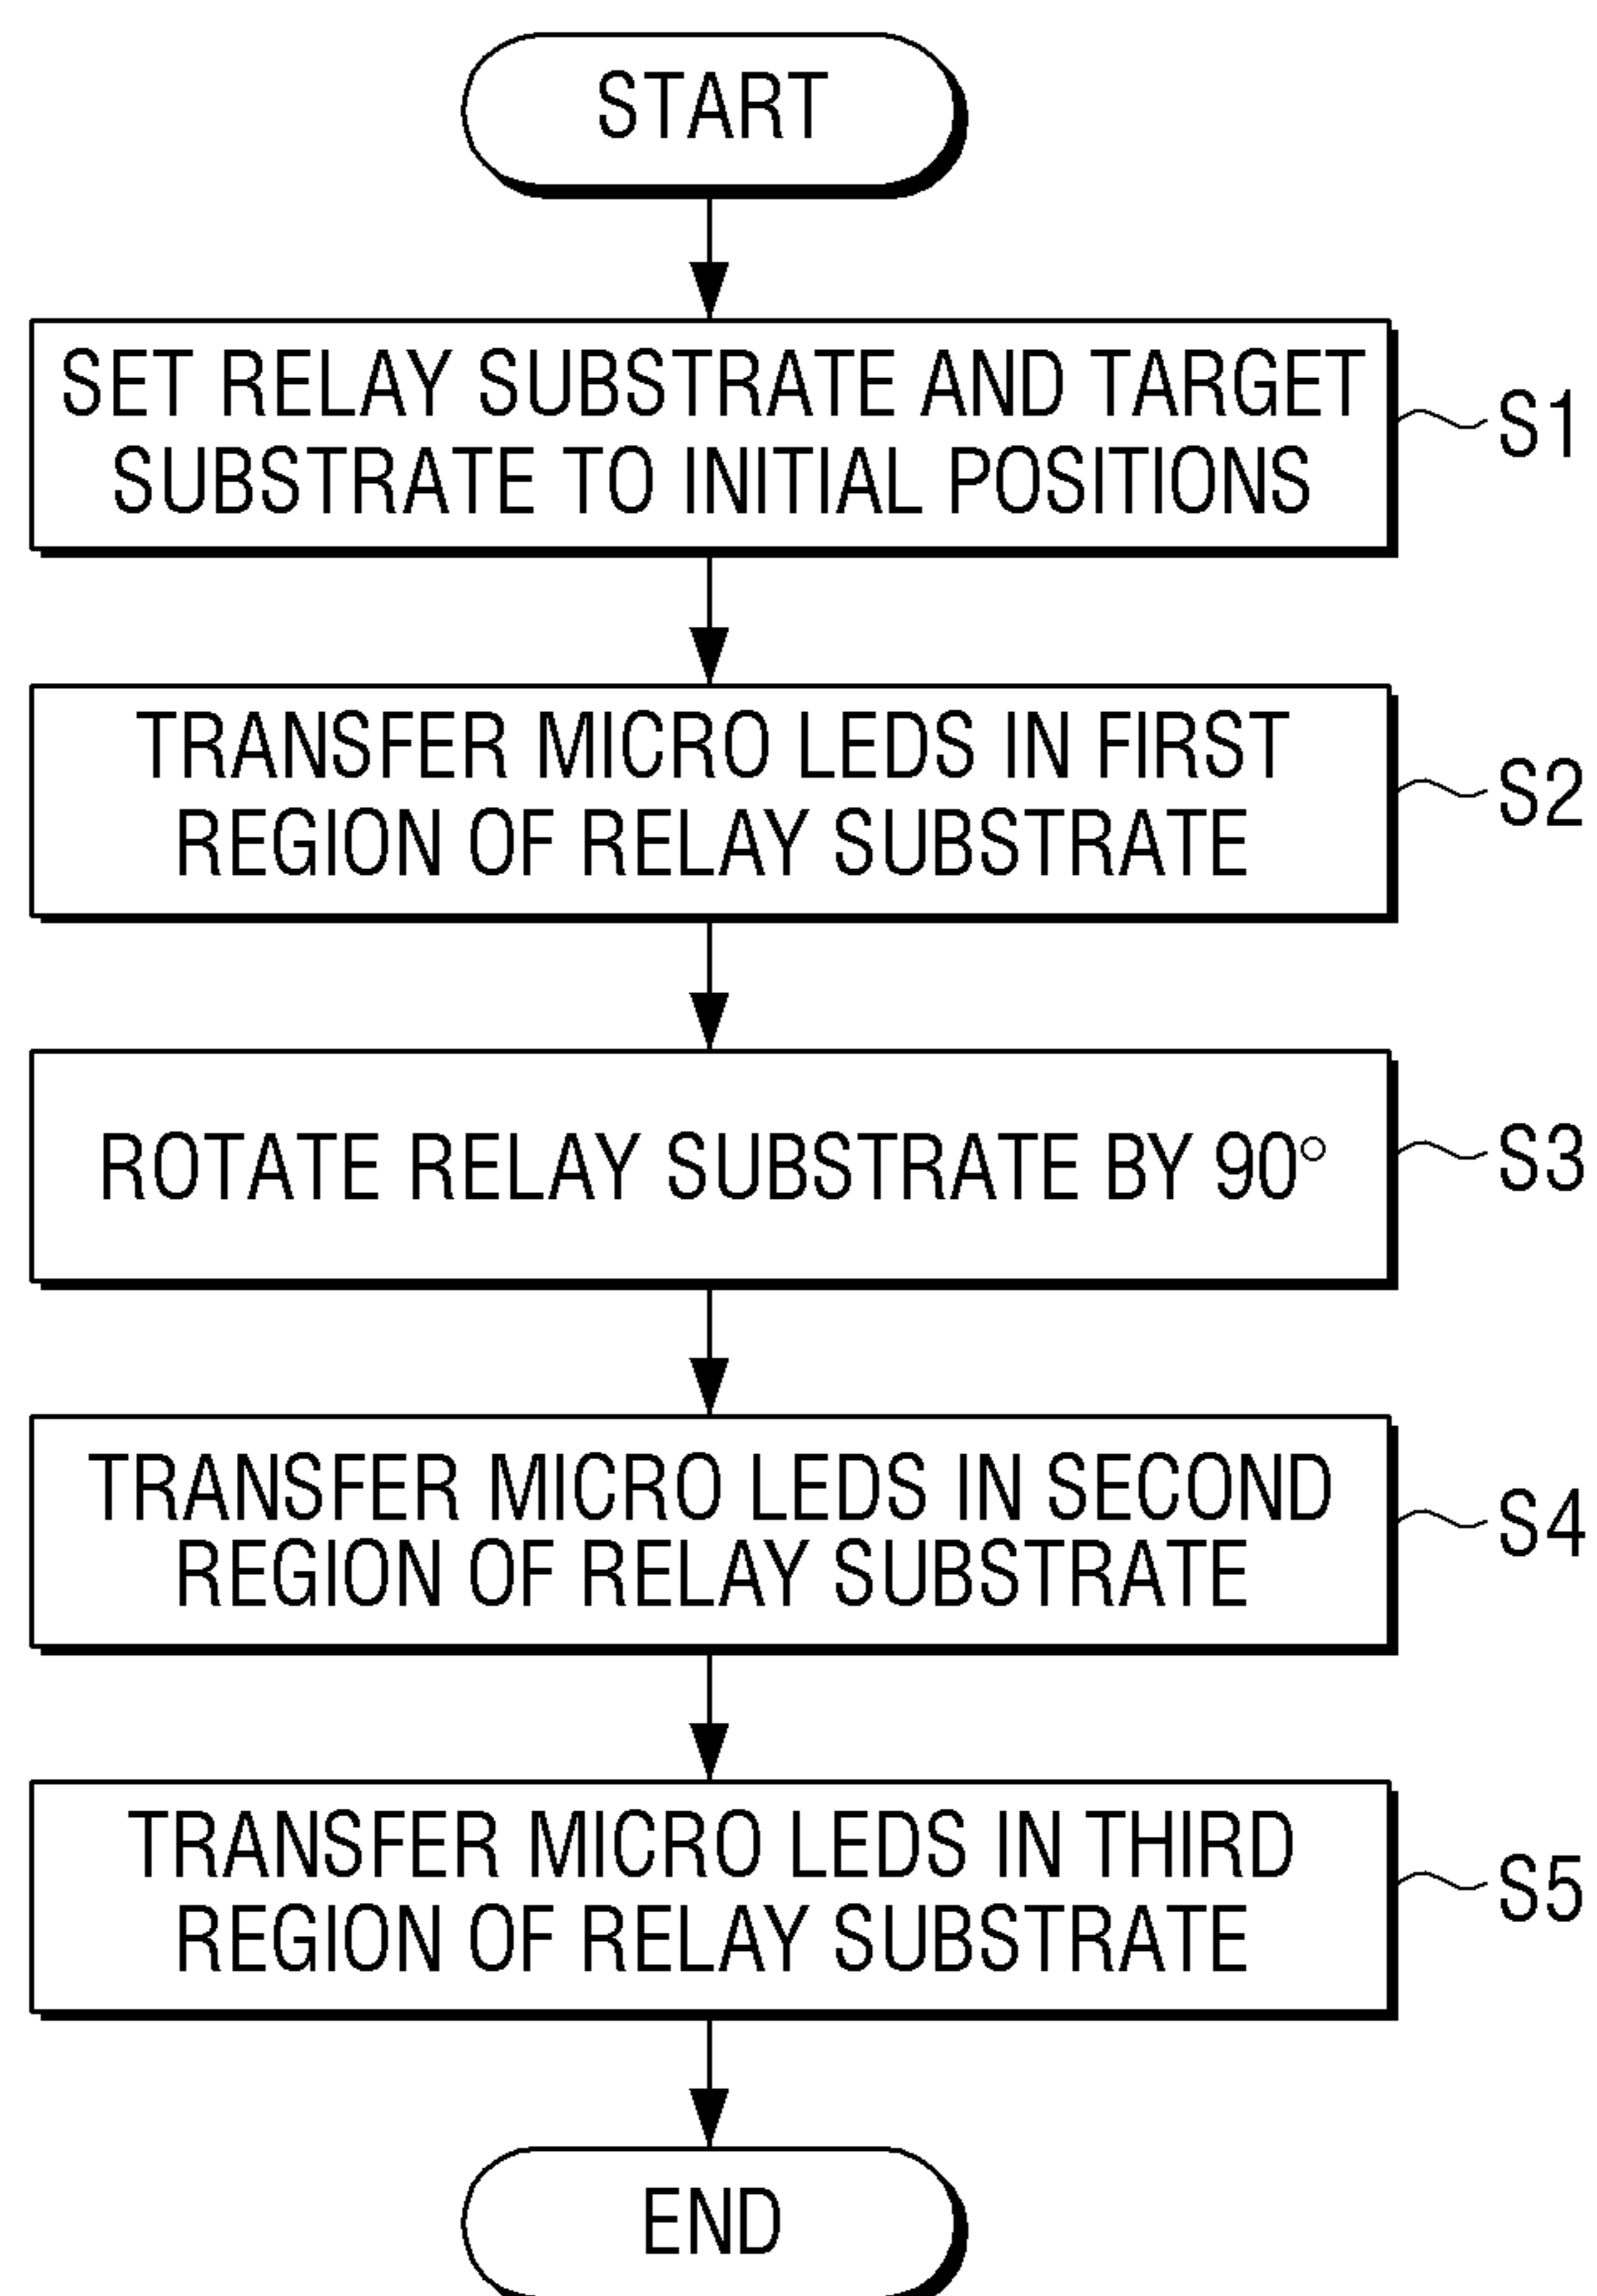 START
SET RELAY SUBSTRATE AND TARGET
SUBSTRATE TO INITIAL POSITIONS
S1
TRANSFER MICRO LEDS IN FIRST
REGION OF RELAY SUBSTRATE
S2
ROTATE RELAY SUBSTRATE BY 90°
S3
TRANSFER MICRO LEDS IN SECOND
REGION OF RELAY SUBSTRATE
S4
TRANSFER MICRO LEDS IN THIRD
REGION OF RELAY SUBSTRATE
S5
END